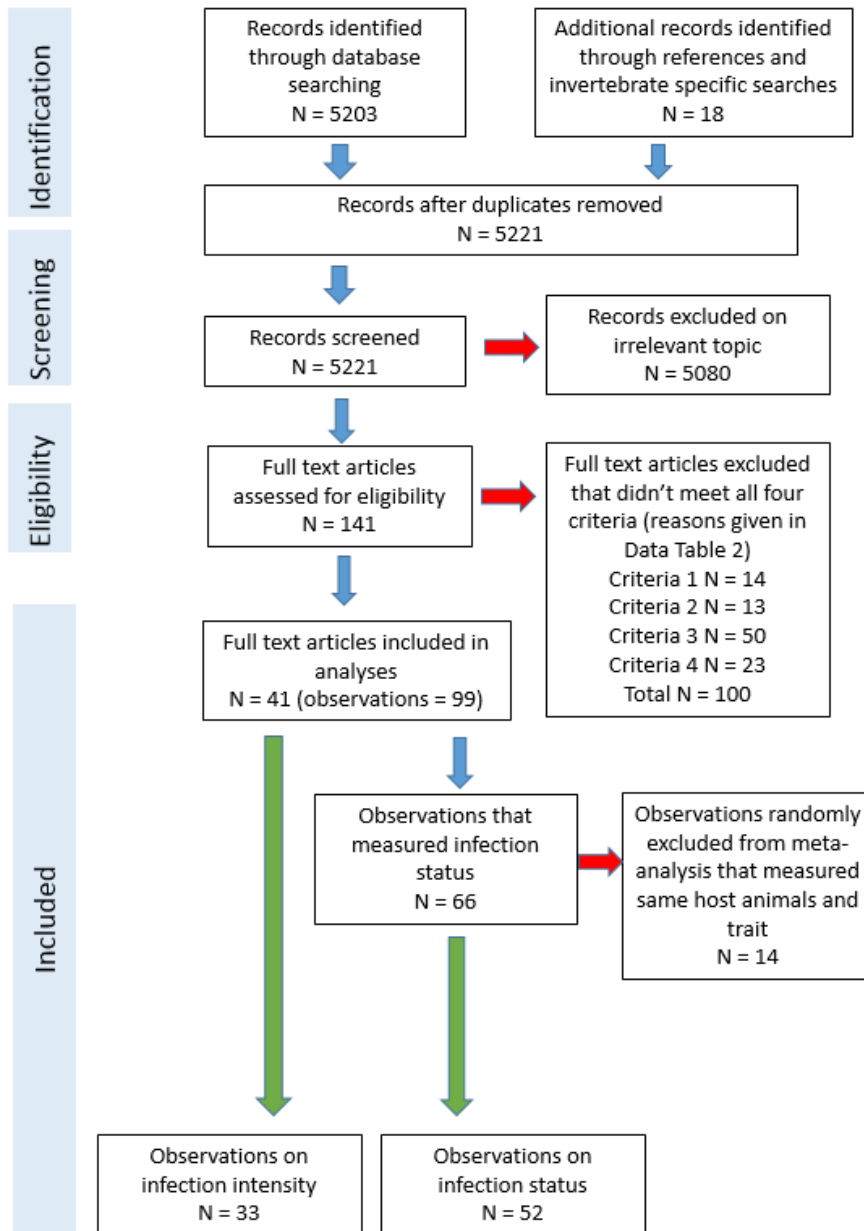 Identification
Records identified
through database
searching
N = 5203
Additional records identified
through references and
invertebrate specific searches
N = 18
Records after duplicates removed
N = 5221
Screening
Records screened
N = 5221
Records excluded on
irrelevant topic
N = 5080
Eligibility
Full text articles
assessed for eligibility
N = 141
Full text articles excluded
that didn’t meet all four
criteria (reasons given in
Data Table 2)
Criteria 1 N = 14
Criteria 2 N = 13
Criteria 3 N = 50
Criteria 4 N = 23
Total N = 100
Included
Full text articles included in
analyses
N = 41 (observations = 99)
Observations that
measured infection
status
N = 66
Observations randomly
excluded from meta-
analysis that measured
same host animals and
trait
N = 14
Observations on
infection intensity
N = 33
Observations on
infection status
N = 52